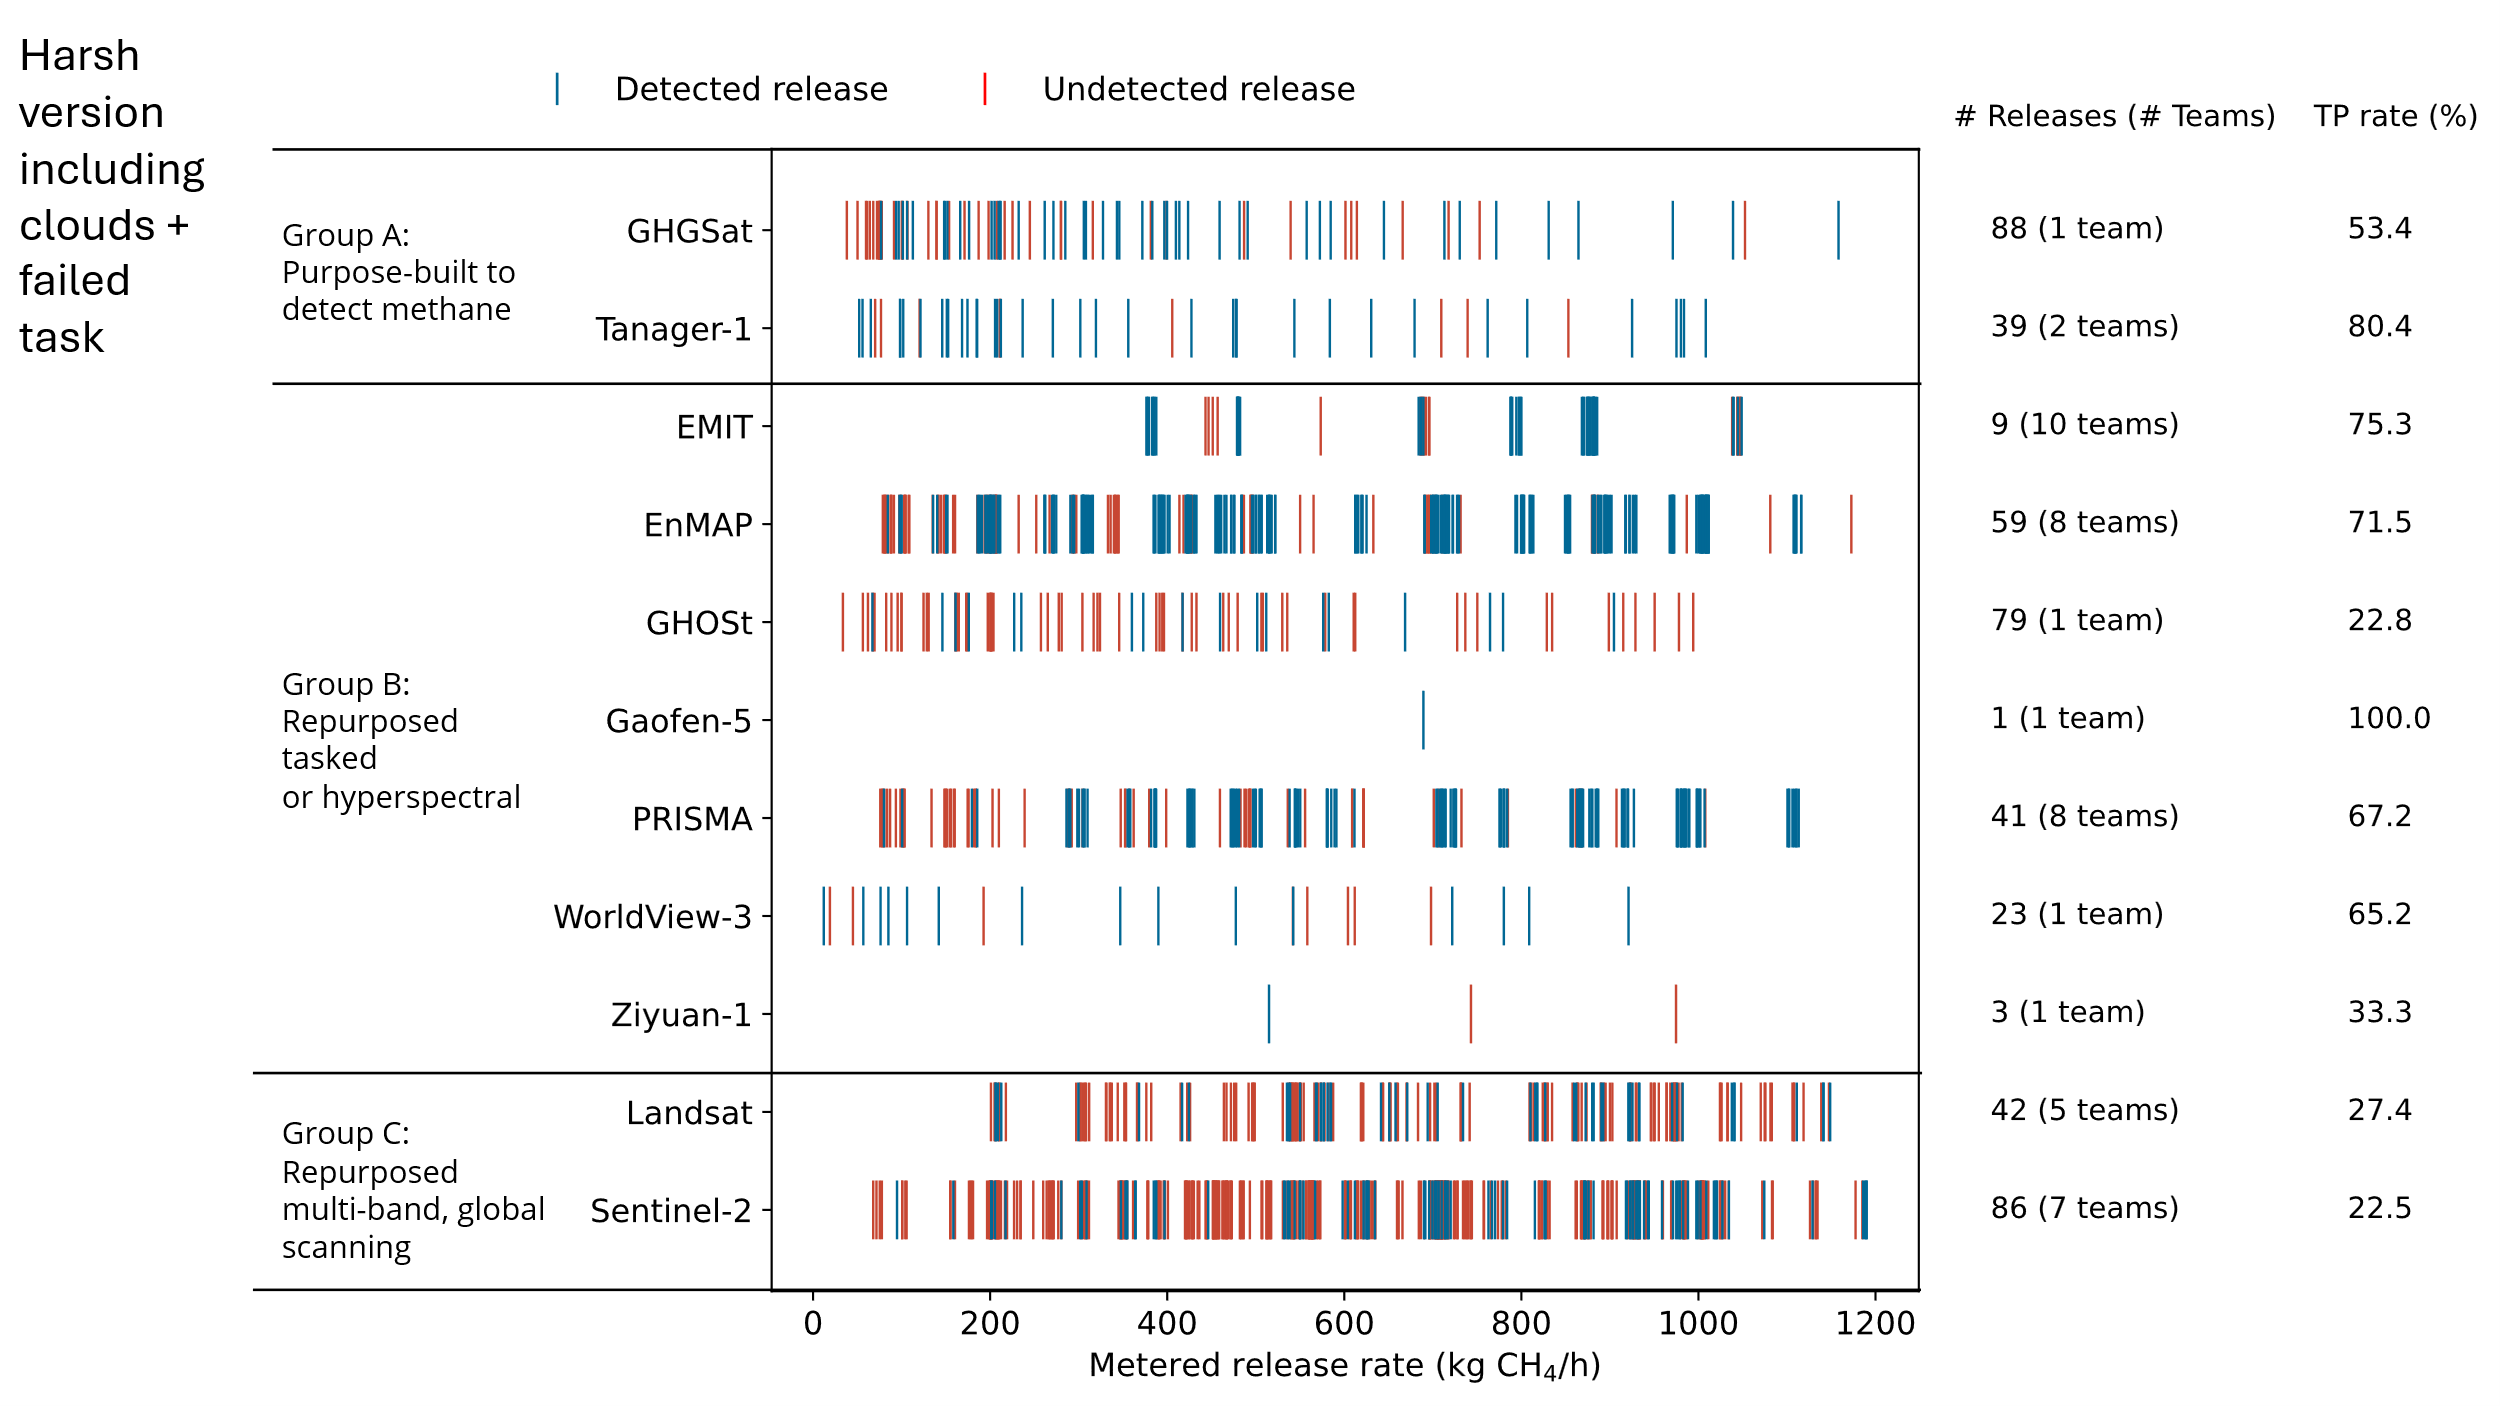 Harsh
version
including
clouds +
failed
task
Detected release
Undetected release
# Releases (# Teams)
TP rate (%)
Group A:
Purpose-built to
detect methane
GHGSat
88 (1 team)
53.4
Tanager-1
39 (2 teams)
80.4
Group B:
Repurposed
tasked
or hyperspectral
EMIT
9 (10 teams)
75.3
EnMAP
59 (8 teams)
71.5
GHOSt
79 (1 team)
22.8
Gaofen-5
1 (1 team)
100.0
PRISMA
41 (8 teams)
67.2
WorldView-3
23 (1 team)
65.2
Ziyuan-1
3 (1 team)
33.3
Group C:
Repurposed
multi-band, global
scanning
Landsat
42 (5 teams)
27.4
Sentinel-2
86 (7 teams)
22.5
0 200 400 600 800 1000 1200
Metered release rate (kg CH₄/h)